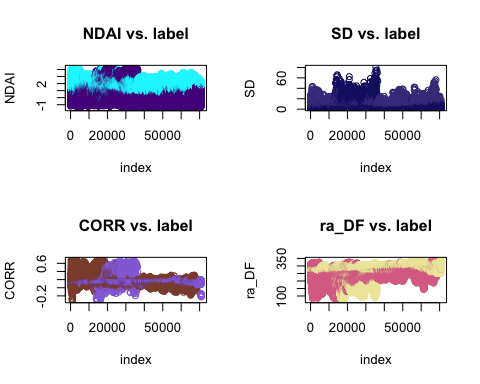 NDAI vs. label
SD vs. label
NDAI
-1 2
0 20000 50000
index
SD
0 60
0 20000 50000
index
CORR vs. label
ra_DF vs. label
CORR
-0.2 0.6
0 20000 50000
index
ra_DF
100 350
0 20000 50000
index